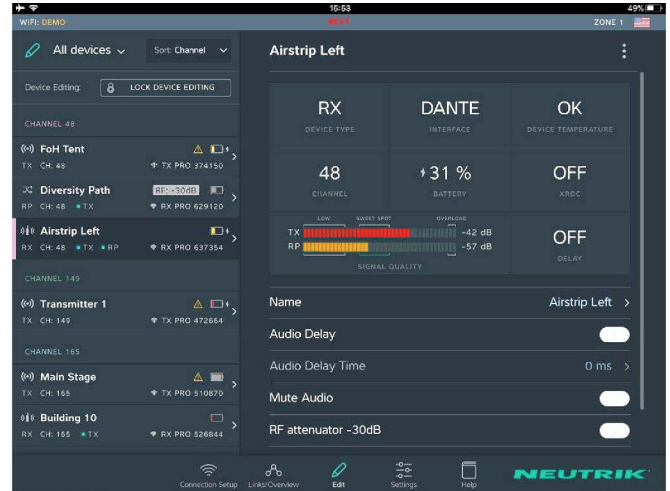 15:53
49%
WIFI: DEMO
ZONE 1
All devices
Sort: Channel
Device Editing:
LOCK DEVICE EDITING
CHANNEL 48
FoH Tent
TX CH: 48
TX PRO 374150
Diversity Path
RF: -30dB
RP CH: 48 TX
RX PRO 629120
Airstrip Left
RX CH: 48 TX RP
RX PRO 637354
CHANNEL 149
Transmitter 1
TX CH: 149
TX PRO 472664
CHANNEL 165
Main Stage
TX CH: 165
TX PRO 510870
Building 10
RX CH: 165 TX
RX PRO 526844
Airstrip Left
RX
DEVICE TYPE
DANTE
INTERFACE
OK
DEVICE TEMPERATURE
48
CHANNEL
31 %
BATTERY
OFF
XROC
LOW SWEET SPOT OVERLOAD
TX -42 dB
RP -57 dB
SIGNAL QUALITY
OFF
DELAY
Name Airstrip Left
Audio Delay
Audio Delay Time 0 ms
Mute Audio
RF attenuator -30dB
Connection Setup
Links/Overview
Edit
Settings
Help
NEUTRIK